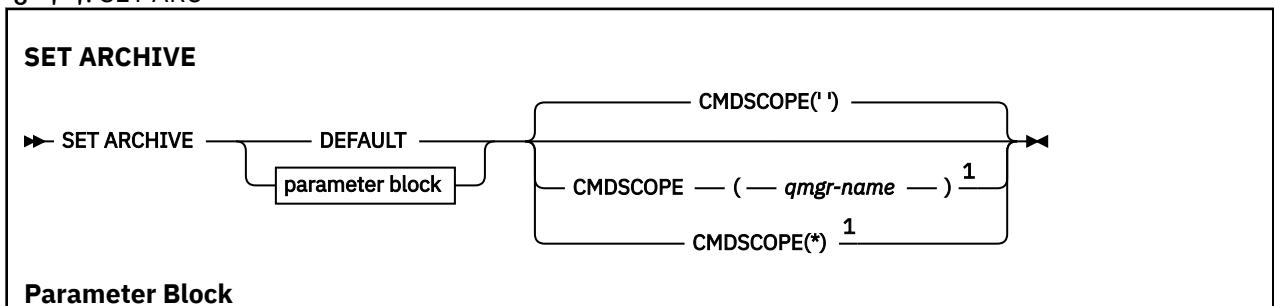 SET ARCHIVE
CMDSCOPE(' ')
SET ARCHIVE DEFAULT
parameter block
CMDSCOPE ( qmgr-name ) 1
CMDSCOPE(*) 1
Parameter Block